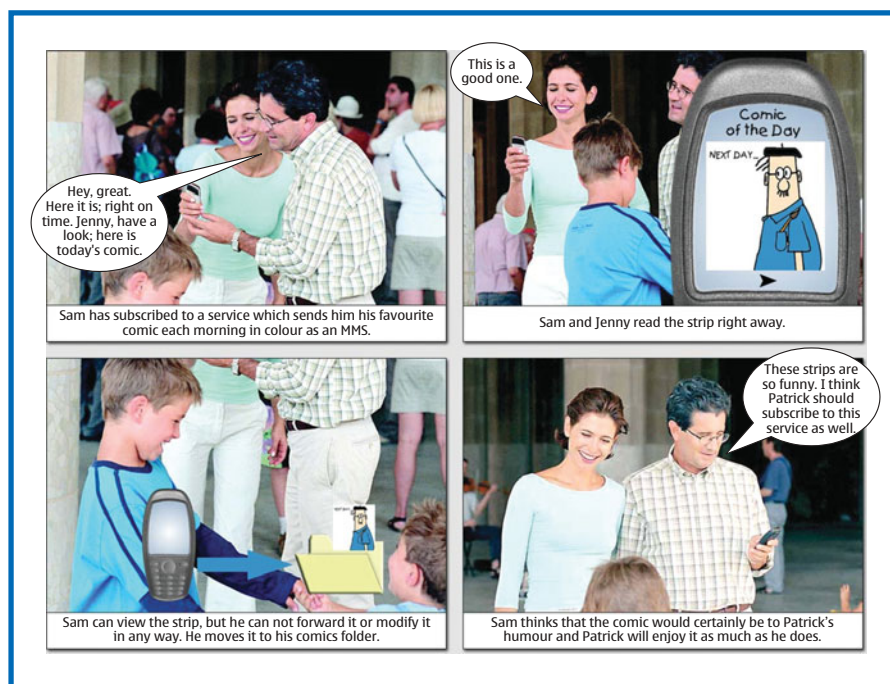 Hey, great.
Here it is; right on
time. Jenny, have a
look; here is
today's comic.
Sam has subscribed to a service which sends him his favourite
comic each morning in colour as an MMS.
This is a
good one.
Comic
of the Day
NEXT DAY...
Sam and Jenny read the strip right away.
Sam can view the strip, but he can not forward it or modify it
in any way. He moves it to his comics folder.
These strips are
so funny. I think
Patrick should
subscribe to this
service as well.
Sam thinks that the comic would certainly be to Patrick's
humour and Patrick will enjoy it as much as he does.